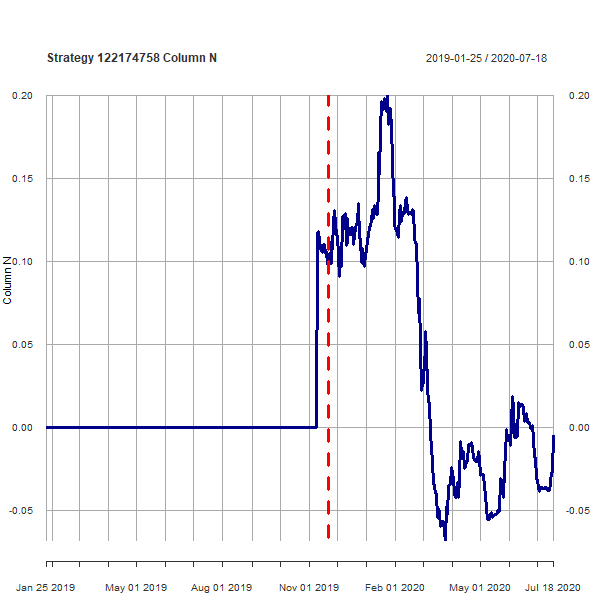 Strategy 122174758 Column N
2019-01-25 / 2020-07-18
0.20
0.20
0.15
0.15
0.10
0.10
Column N
0.05
0.05
0.00
0.00
-0.05
-0.05
Jan 25 2019
May 01 2019
Aug 01 2019
Nov 01 2019
Feb 01 2020
May 01 2020
Jul 18 2020